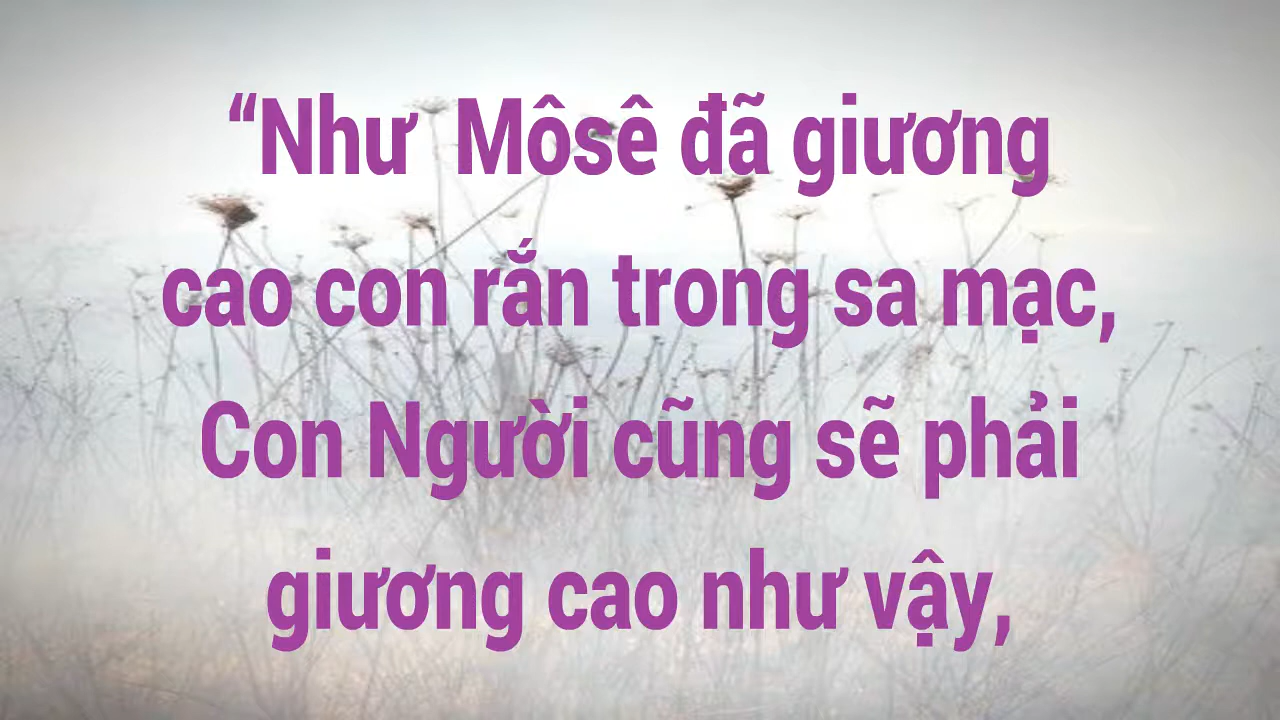 “Như  Môsê đã giương
cao con rắn trong sa mạc,
Con Người cũng sẽ phải
giương cao như vậy,